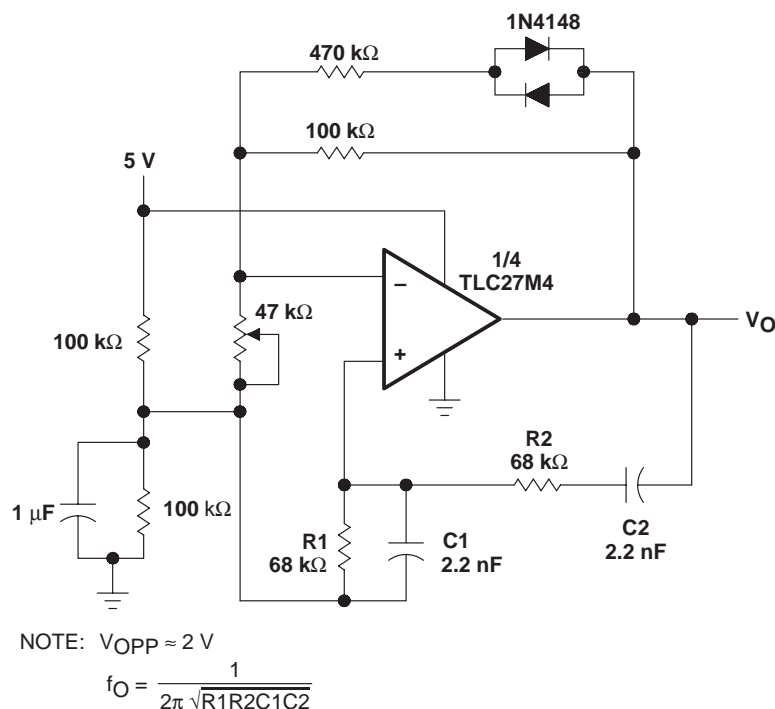 1N4148
470 kΩ
100 kΩ
5 V
1/4
TLC27M4
−
47 kΩ
100 kΩ
+
VO
R2
68 kΩ
1 μF
100 kΩ
R1
68 kΩ
C1
2.2 nF
C2
2.2 nF
NOTE: VOPP ≈ 2 V
fO = 1 / 2π √R1R2C1C2